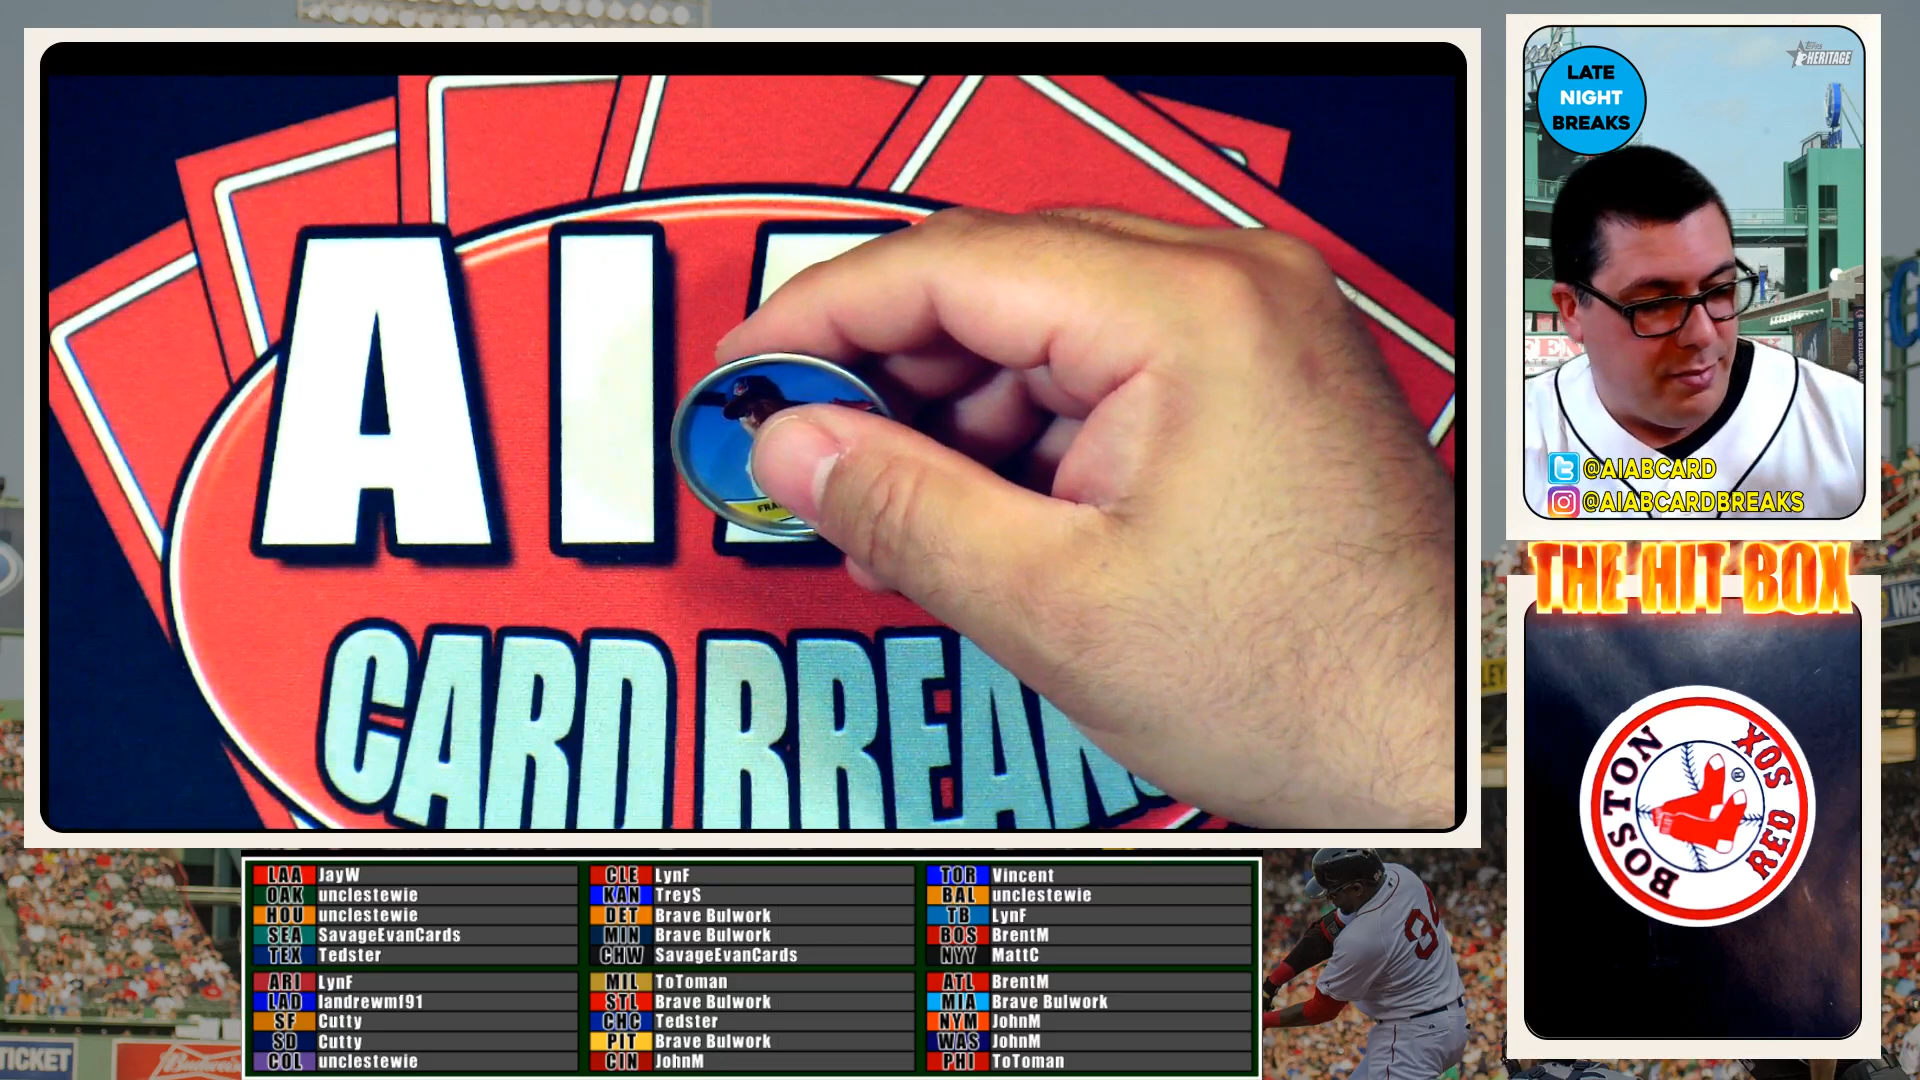 AI
CARD BREAKS
FRA
LATE
NIGHT
BREAKS
Topps
HERITAGE
@AIABCARD
@AIABCARDBREAKS
THE HIT BOX
BOSTON
RED SOX
®
34
TICKET
LAA JayW
OAK unclestewie
HOU unclestewie
SEA SavageEvanCards
TEX Tedster
ARI LynF
LAD landrewmf91
SF Cutty
SD Cutty
COL unclestewie
CLE LynF
KAN TreyS
DET Brave Bulwork
MIN Brave Bulwork
CHW SavageEvanCards
MIL ToToman
STL Brave Bulwork
CHC Tedster
PIT Brave Bulwork
CIN JohnM
TOR Vincent
BAL unclestewie
TB LynF
BOS BrentM
NYY MattC
ATL BrentM
MIA Brave Bulwork
NYM JohnM
WAS JohnM
PHI ToToman